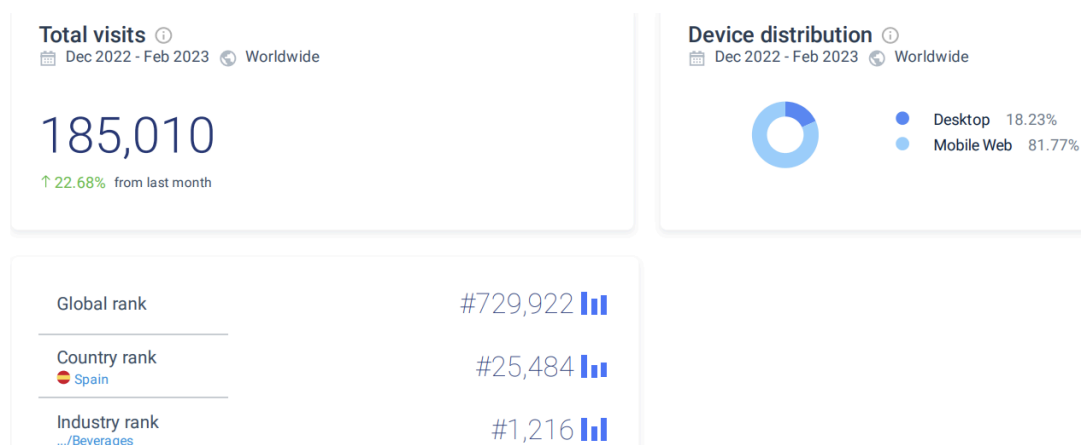 Total visits
Dec 2022 - Feb 2023 Worldwide
185,010
↑ 22.68% from last month
Device distribution
Dec 2022 - Feb 2023 Worldwide
Desktop 18.23%
Mobile Web 81.77%
Global rank #729,922
Country rank #25,484
Spain
Industry rank #1,216
.../Beverages